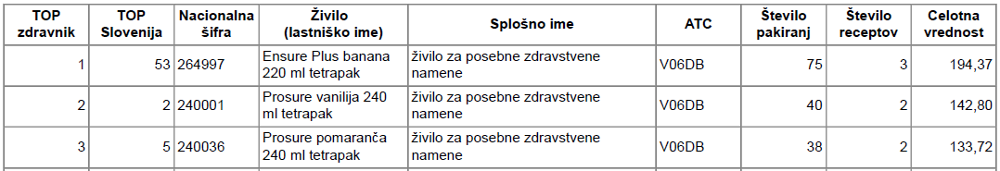 TOP zdravnik TOP Slovenija Nacionalna šifra Živilo (lastniško ime) Splošno ime ATC Število pakiranj Število receptov Celotna vrednost
1 53 264997 Ensure Plus banana 220 ml tetrapak živilo za posebne zdravstvene namene V06DB 75 3 194,37
2 2 240001 Prosure vanilija 240 ml tetrapak živilo za posebne zdravstvene namene V06DB 40 2 142,80
3 5 240036 Prosure pomaranča 240 ml tetrapak živilo za posebne zdravstvene namene V06DB 38 2 133,72